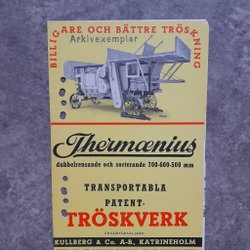 BILLIGARE OCH BÄTTRE TRÖSKNING
Arkivexemplar
Thermænius
dubbelrensande och sorterande 700-600-500 mm
TRANSPORTABLA
PATENT-
TRÖSKVERK
KULLBERG & Co. A-B., KATRINEHOLM